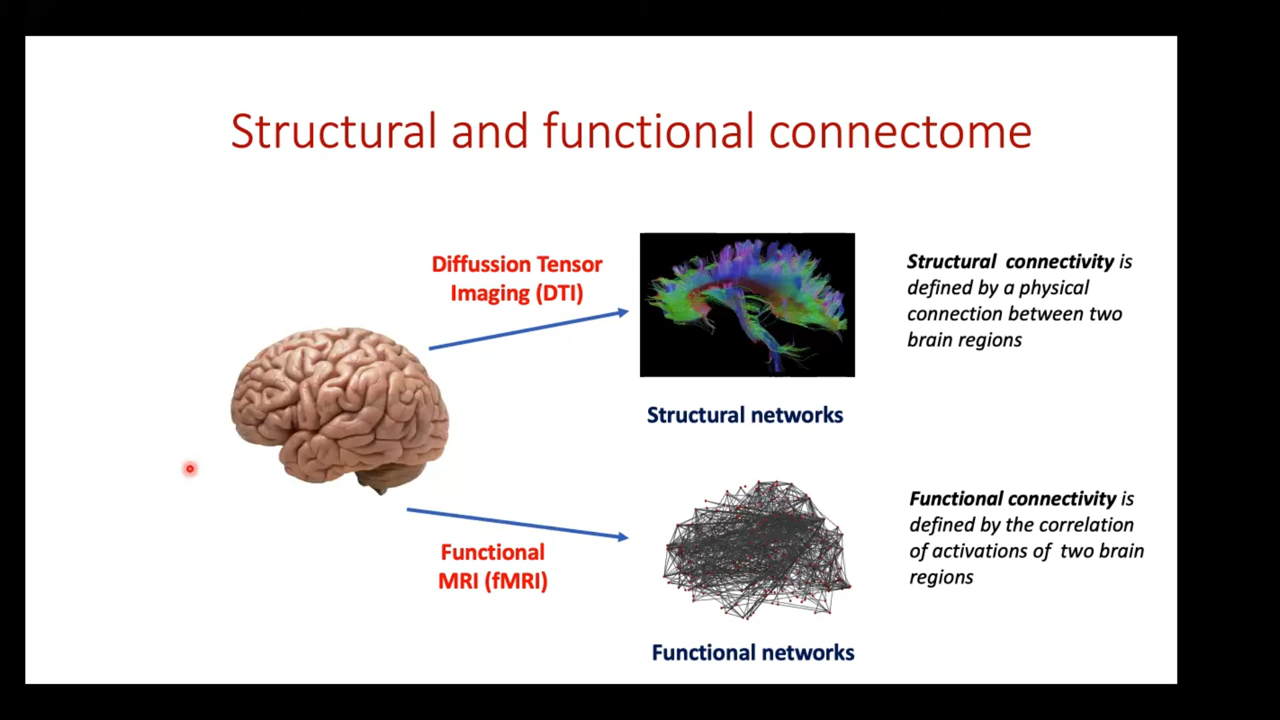 Structural and functional connectome
Diffussion Tensor
Imaging (DTI)
Structural connectivity is
defined by a physical
connection between two
brain regions
Structural networks
Functional
MRI (fMRI)
Functional connectivity is
defined by the correlation
of activations of two brain
regions
Functional networks